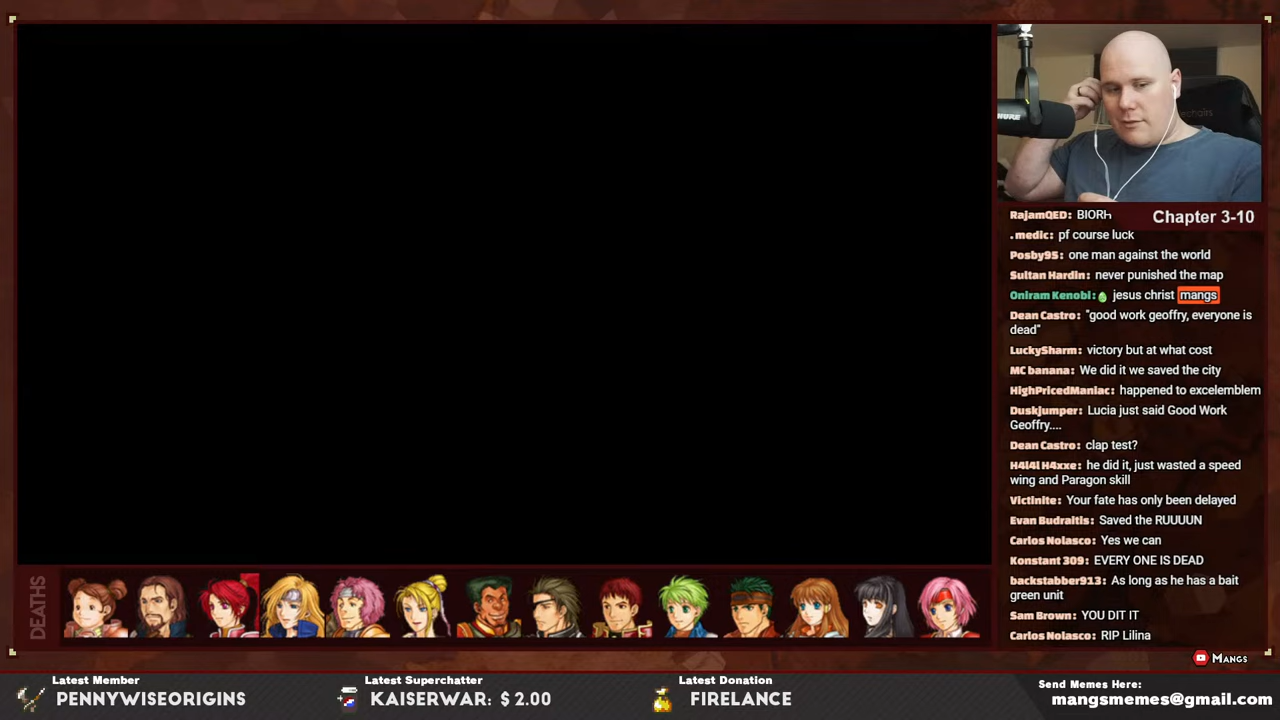 RajamQED: BIORH
Chapter 3-10
.medic: pf course luck
Posby95: one man against the world
Sultan Hardin: never punished the map
Oniram Kenobi: jesus christ mangs
Dean Castro: "good work geoffry, everyone is
dead"
LuckySharm: victory but at what cost
MC banana: We did it we saved the city
HighPricedManiac: happened to excelemblem
Duskjumper: Lucia just said Good Work
Geoffry....
Dean Castro: clap test?
H4l4l H4xxe: he did it, just wasted a speed
wing and Paragon skill
Victinite: Your fate has only been delayed
Evan Budraitis: Saved the RUUUUN
Carlos Nolasco: Yes we can
Konstant 309: EVERY ONE IS DEAD
backstabber913: As long as he has a bait
green unit
Sam Brown: YOU DIT IT
Carlos Nolasco: RIP Lilina
DEATHS
Mangs
Latest Member
PENNYWISEORIGINS
Latest Superchatter
KAISERWAR: $2.00
Latest Donation
FIRELANCE
Send Memes Here:
mangsmemes@gmail.com